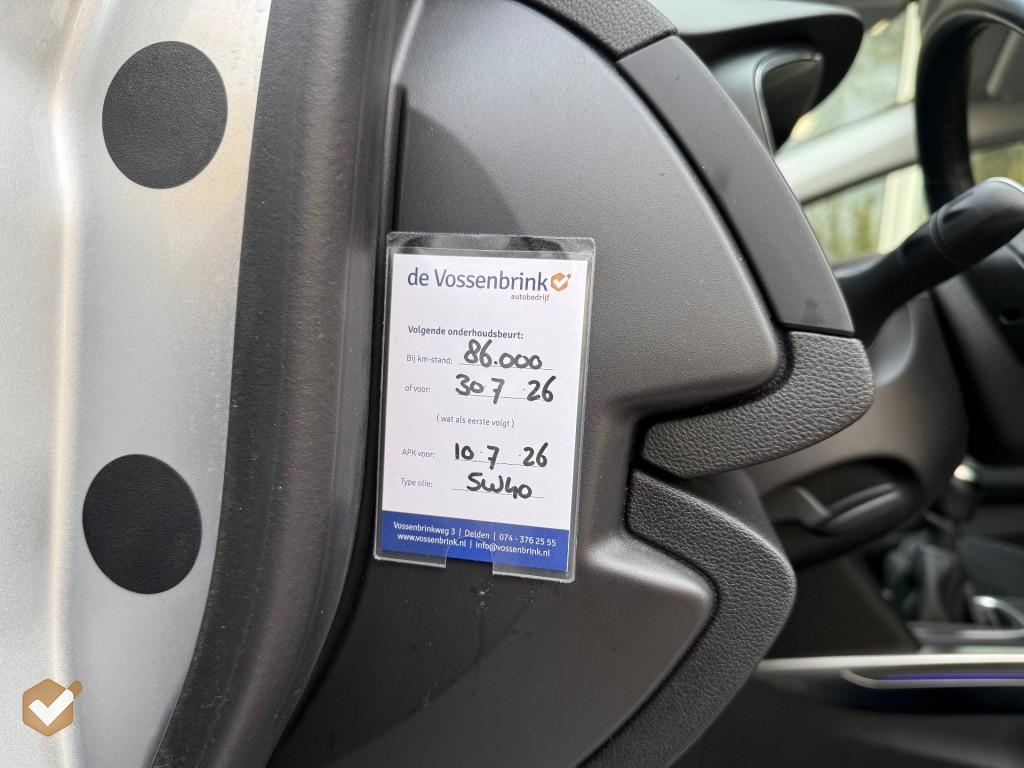 de Vossenbrink
autobedrijf
Volgende onderhoudsbeurt:
Bij km-stand: 86.000
of voor: 30 7 26
( wat als eerste volgt )
APK voor: 10 7 26
Type olie: 5W40
Vossenbrinkweg 3 | Delden | 074 - 376 25 55
www.vossenbrink.nl | info@vossenbrink.nl